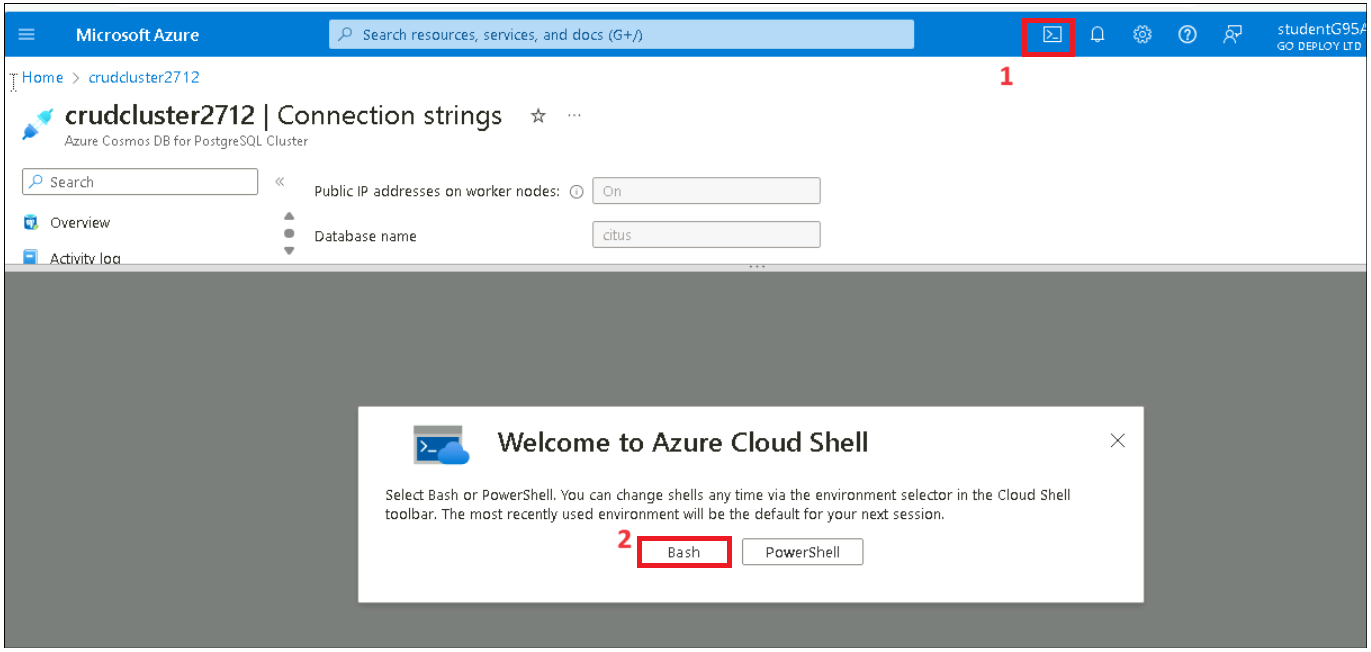 Microsoft Azure
Search resources, services, and docs (G+/)
studentG95A
GO DEPLOY LTD
1
Home > crudcluster2712
crudcluster2712 | Connection strings
Azure Cosmos DB for PostgreSQL Cluster
Search
Public IP addresses on worker nodes:
On
Overview
Database name
citus
Activity log
Welcome to Azure Cloud Shell
Select Bash or PowerShell. You can change shells any time via the environment selector in the Cloud Shell
toolbar. The most recently used environment will be the default for your next session.
2
Bash
PowerShell